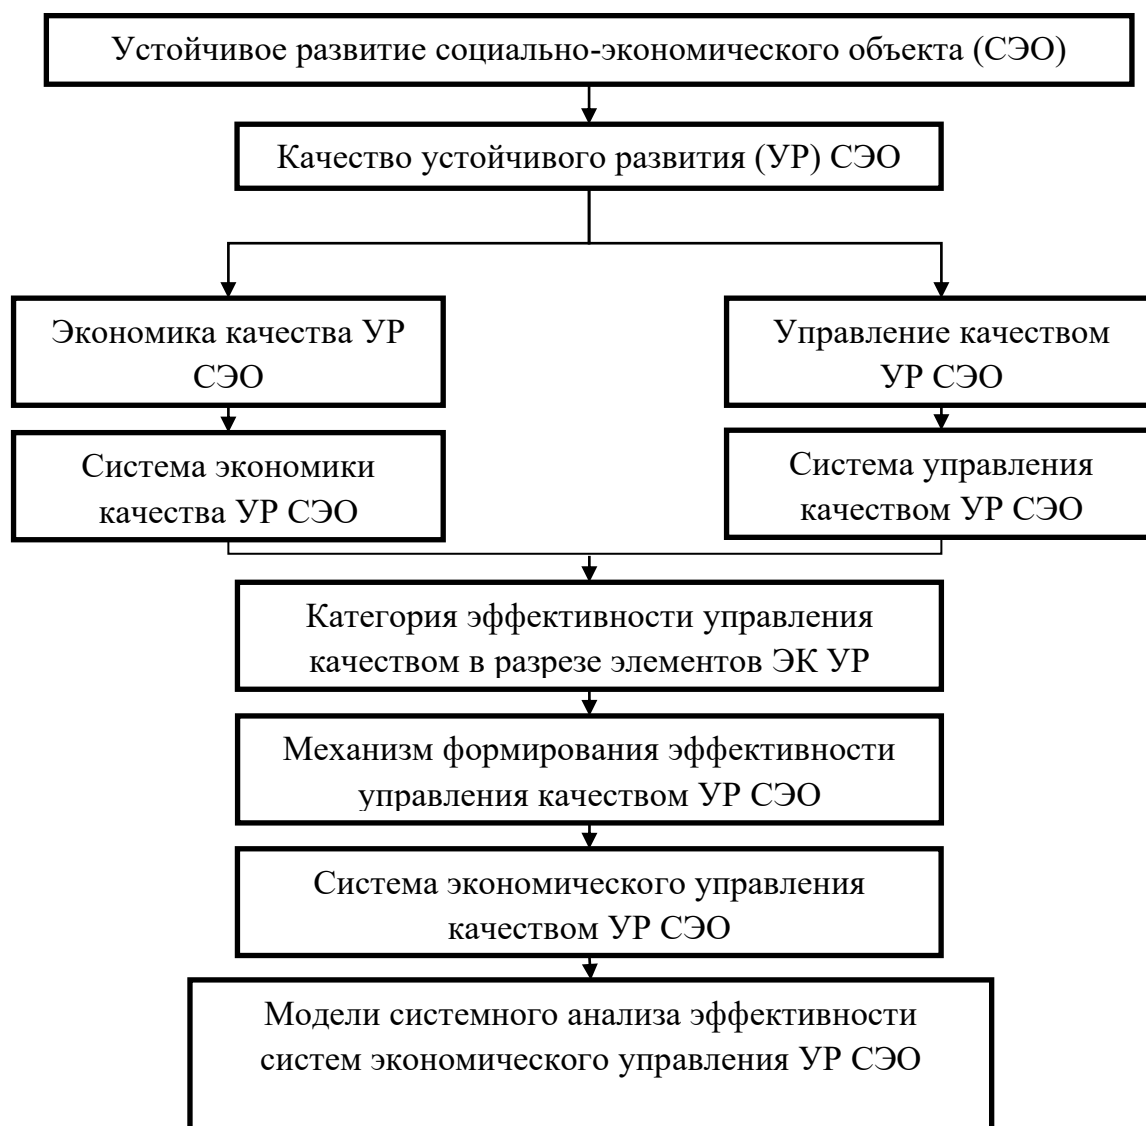 Устойчивое развитие социально-экономического объекта (СЭО)
Качество устойчивого развития (УР) СЭО
Экономика качества УР
СЭО
Управление качеством
УР СЭО
Система экономики
качества УР СЭО
Система управления
качеством УР СЭО
Категория эффективности управления
качеством в разрезе элементов ЭК УР
Механизм формирования эффективности
управления качеством УР СЭО
Система экономического управления
качеством УР СЭО
Модели системного анализа эффективности
систем экономического управления УР СЭО